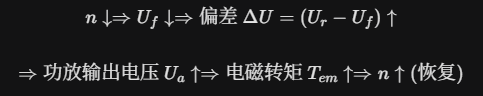 n ↓⇒ U_f ↓⇒ 偏差 ΔU = (U_r − U_f) ↑
⇒ 功放输出电压 U_a ↑⇒ 电磁转矩 T_em ↑⇒ n ↑ (恢复)